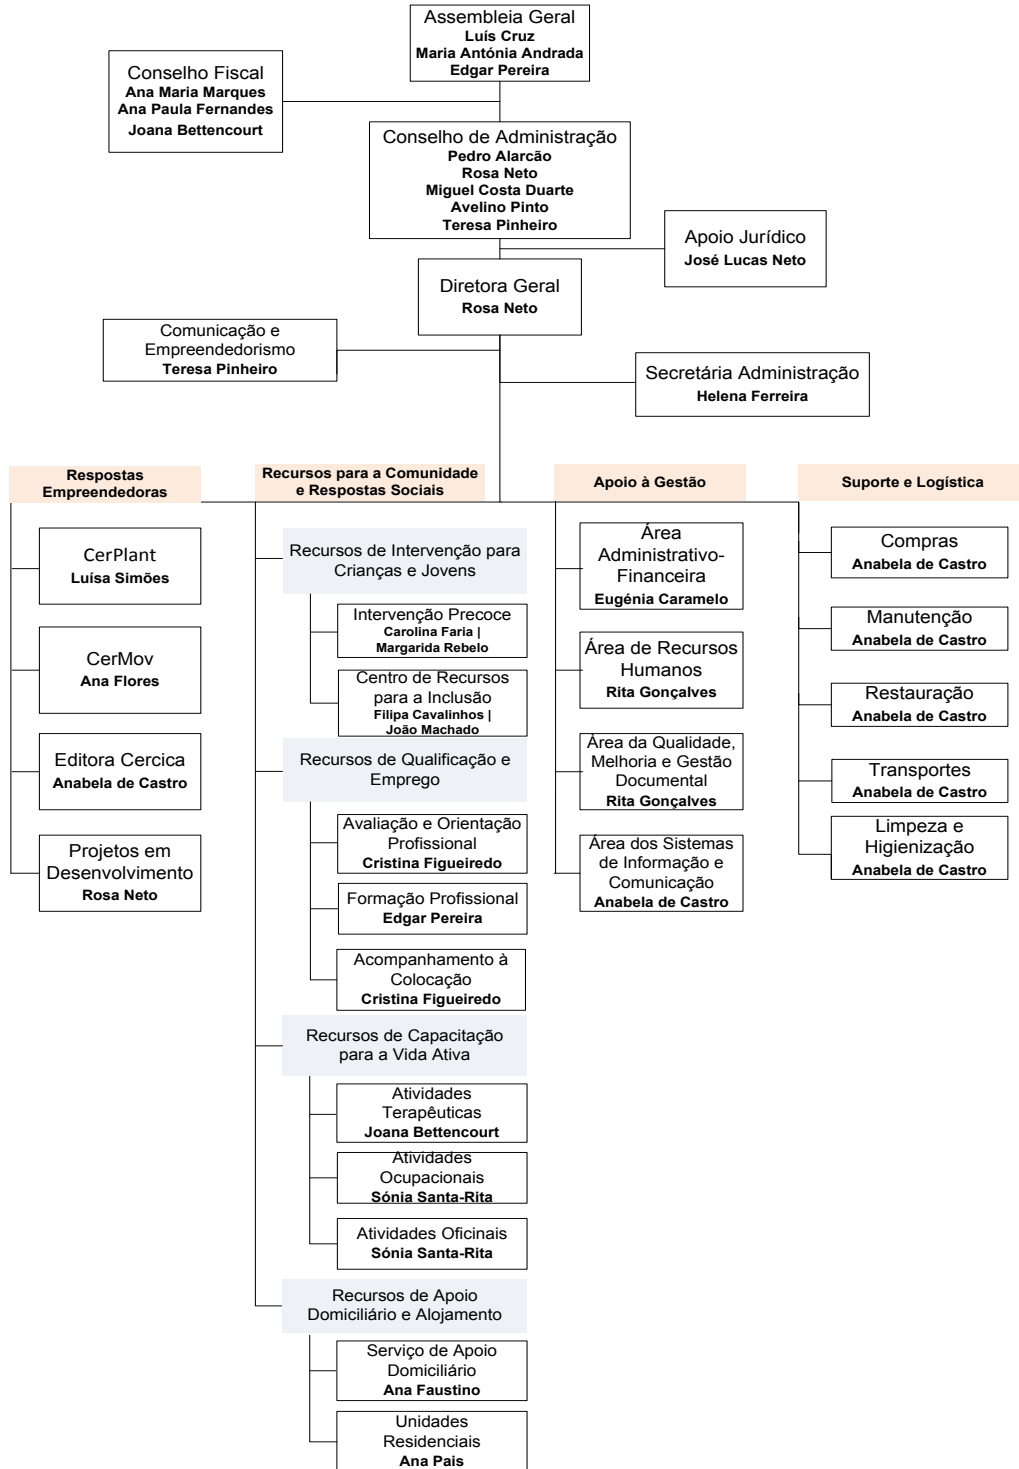 Assembleia Geral
Luís Cruz
Maria Antónia Andrada
Edgar Pereira
Conselho Fiscal
Ana Maria Marques
Ana Paula Fernandes
Joana Bettencourt
Conselho de Administração
Pedro Alarcão
Rosa Neto
Miguel Costa Duarte
Avelino Pinto
Teresa Pinheiro
Apoio Jurídico
José Lucas Neto
Diretora Geral
Rosa Neto
Comunicação e
Empreendedorismo
Teresa Pinheiro
Secretária Administração
Helena Ferreira
Respostas
Empreendedoras
CerPlant
Luísa Simões
CerMov
Ana Flores
Editora Cercica
Anabela de Castro
Projetos em
Desenvolvimento
Rosa Neto
Recursos para a Comunidade
e Respostas Sociais
Recursos de Intervenção para
Crianças e Jovens
Intervenção Precoce
Carolina Faria |
Margarida Rebelo
Centro de Recursos
para a Inclusão
Filipa Cavalinhos |
João Machado
Recursos de Qualificação e
Emprego
Avaliação e Orientação
Profissional
Cristina Figueiredo
Formação Profissional
Edgar Pereira
Acompanhamento à
Colocação
Cristina Figueiredo
Recursos de Capacitação
para a Vida Ativa
Atividades
Terapêuticas
Joana Bettencourt
Atividades
Ocupacionais
Sónia Santa-Rita
Atividades Oficinais
Sónia Santa-Rita
Recursos de Apoio
Domiciliário e Alojamento
Serviço de Apoio
Domiciliário
Ana Faustino
Unidades
Residenciais
Ana Pais
Apoio à Gestão
Área
Administrativo-
Financeira
Eugénia Caramelo
Área de Recursos
Humanos
Rita Gonçalves
Área da Qualidade,
Melhoria e Gestão
Documental
Rita Gonçalves
Área dos Sistemas
de Informação e
Comunicação
Anabela de Castro
Suporte e Logística
Compras
Anabela de Castro
Manutenção
Anabela de Castro
Restauração
Anabela de Castro
Transportes
Anabela de Castro
Limpeza e
Higienização
Anabela de Castro